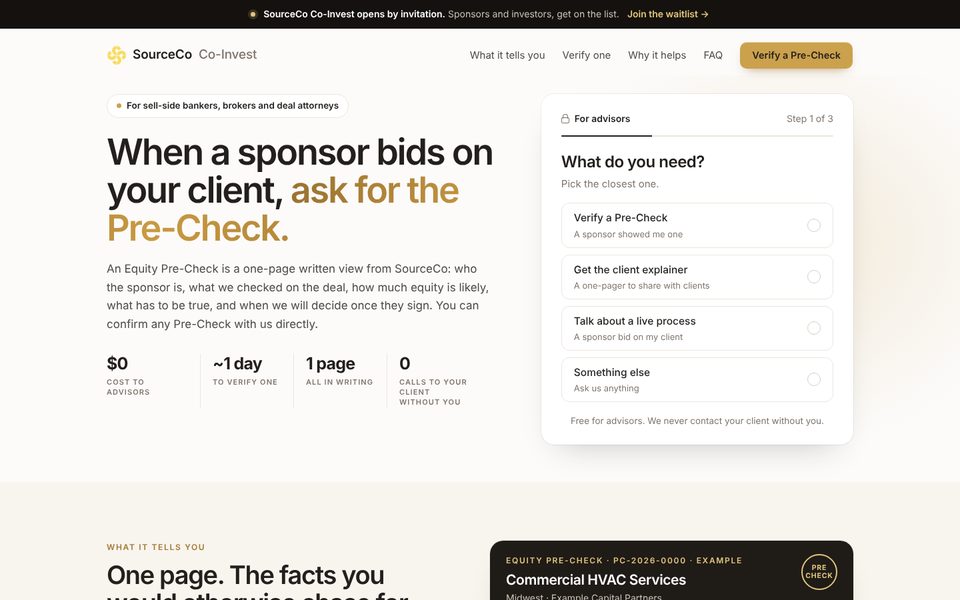 SourceCo Co-Invest opens by invitation. Sponsors and investors, get on the list. Join the waitlist →
SourceCo Co-Invest
What it tells you
Verify one
Why it helps
FAQ
Verify a Pre-Check
For sell-side bankers, brokers and deal attorneys
When a sponsor bids on
your client, ask for the
Pre-Check.
An Equity Pre-Check is a one-page written view from SourceCo: who
the sponsor is, what we checked on the deal, how much equity is likely,
what has to be true, and when we will decide once they sign. You can
confirm any Pre-Check with us directly.
$0
COST TO
ADVISORS
~1 day
TO VERIFY ONE
1 page
ALL IN WRITING
0
CALLS TO YOUR
CLIENT
WITHOUT YOU
For advisors
Step 1 of 3
What do you need?
Pick the closest one.
Verify a Pre-Check
A sponsor showed me one
Get the client explainer
A one-pager to share with clients
Talk about a live process
A sponsor bid on my client
Something else
Ask us anything
Free for advisors. We never contact your client without you.
WHAT IT TELLS YOU
One page. The facts you
would otherwise chase for
EQUITY PRE-CHECK · PC-2026-0000 · EXAMPLE
Commercial HVAC Services
Midwest · Example Capital Partners
PRE
CHECK